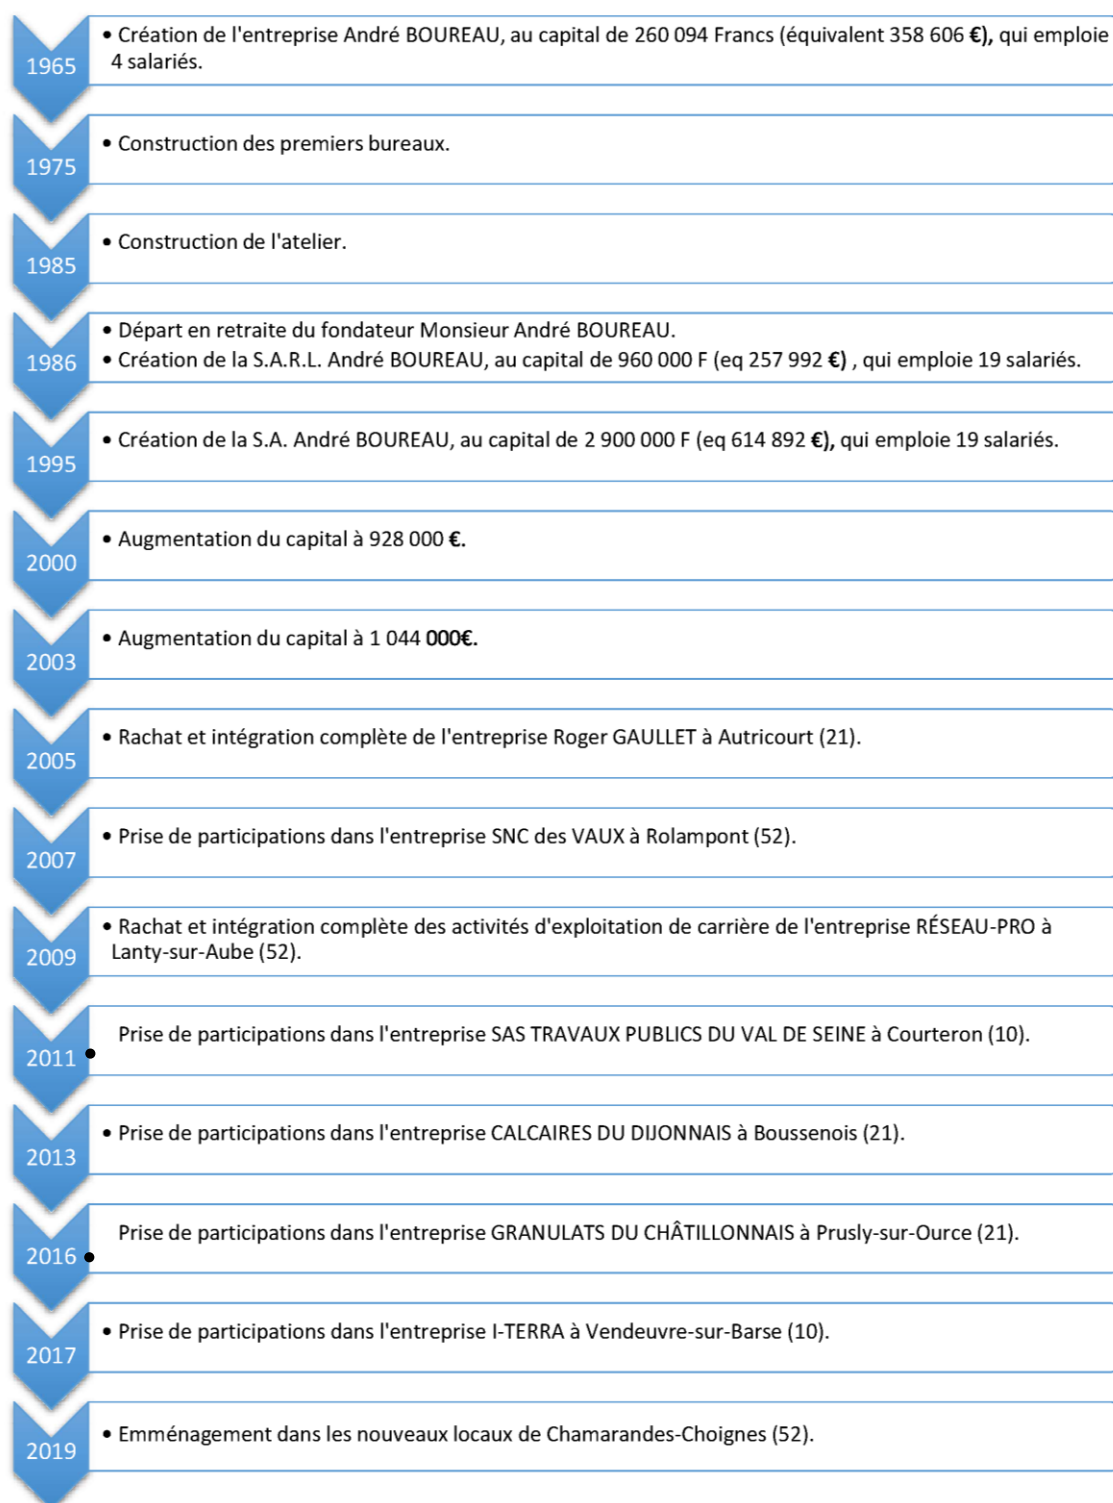 1965
• Création de l'entreprise André BOUREAU, au capital de 260 094 Francs (équivalent 358 606 €), qui emploie
4 salariés.
1975
• Construction des premiers bureaux.
1985
• Construction de l'atelier.
1986
• Départ en retraite du fondateur Monsieur André BOUREAU.
• Création de la S.A.R.L. André BOUREAU, au capital de 960 000 F (eq 257 992 €) , qui emploie 19 salariés.
1995
• Création de la S.A. André BOUREAU, au capital de 2 900 000 F (eq 614 892 €), qui emploie 19 salariés.
2000
• Augmentation du capital à 928 000 €.
2003
• Augmentation du capital à 1 044 000€.
2005
• Rachat et intégration complète de l'entreprise Roger GAULLET à Autricourt (21).
2007
• Prise de participations dans l'entreprise SNC des VAUX à Rolampont (52).
2009
• Rachat et intégration complète des activités d'exploitation de carrière de l'entreprise RÉSEAU-PRO à
Lanty-sur-Aube (52).
2011
• Prise de participations dans l'entreprise SAS TRAVAUX PUBLICS DU VAL DE SEINE à Courteron (10).
2013
• Prise de participations dans l'entreprise CALCAIRES DU DIJONNAIS à Boussenois (21).
2016
• Prise de participations dans l'entreprise GRANULATS DU CHÂTILLONNAIS à Prusly-sur-Ource (21).
2017
• Prise de participations dans l'entreprise I-TERRA à Vendeuvre-sur-Barse (10).
2019
• Emménagement dans les nouveaux locaux de Chamarandes-Choignes (52).